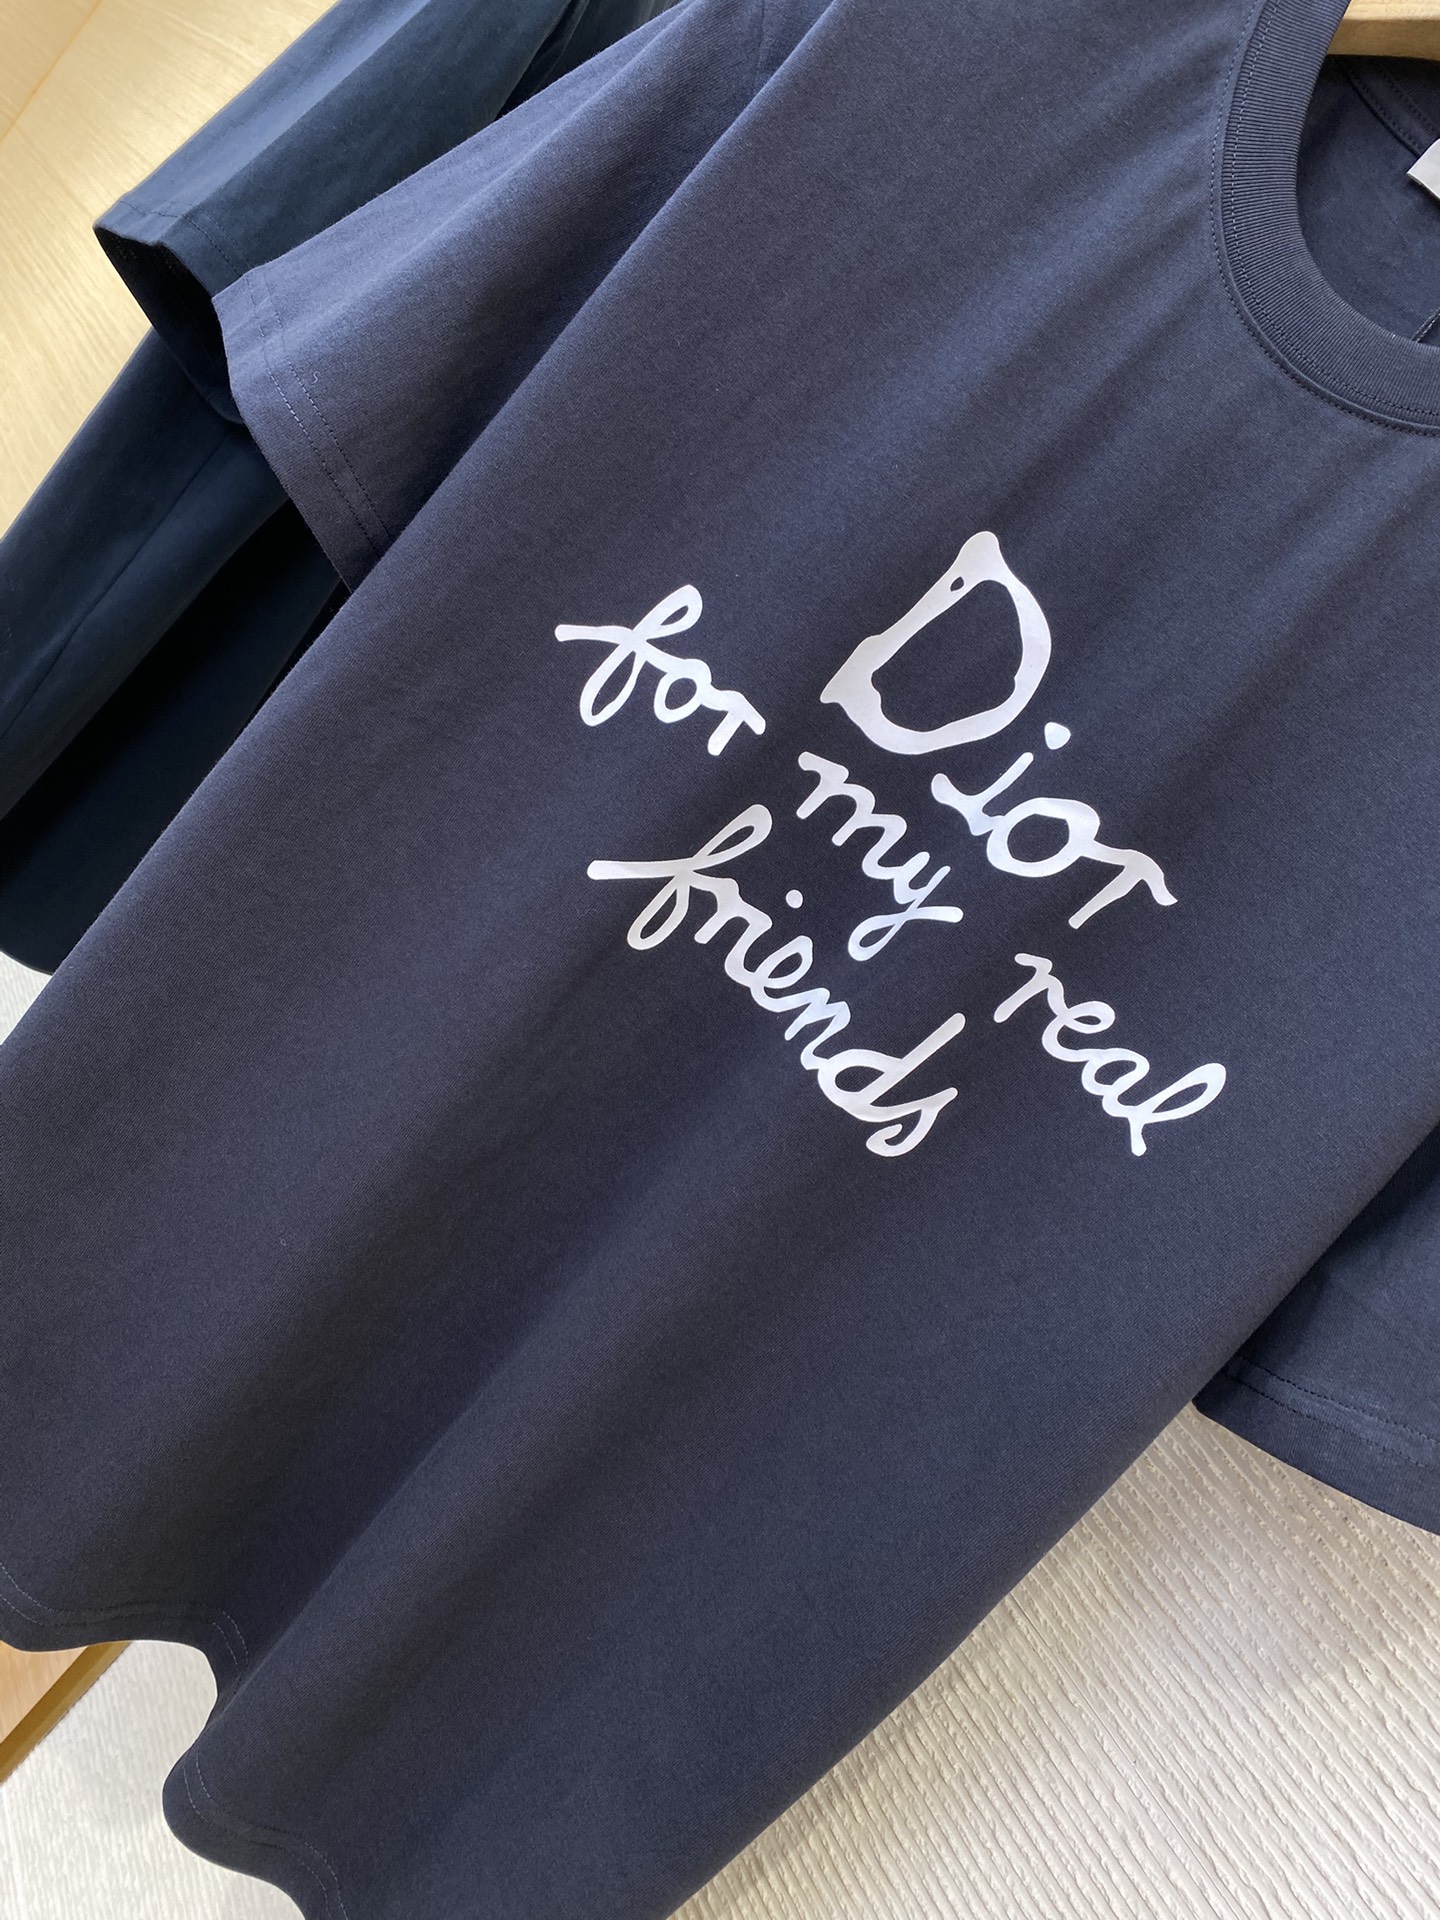 Dior
for my real
friends